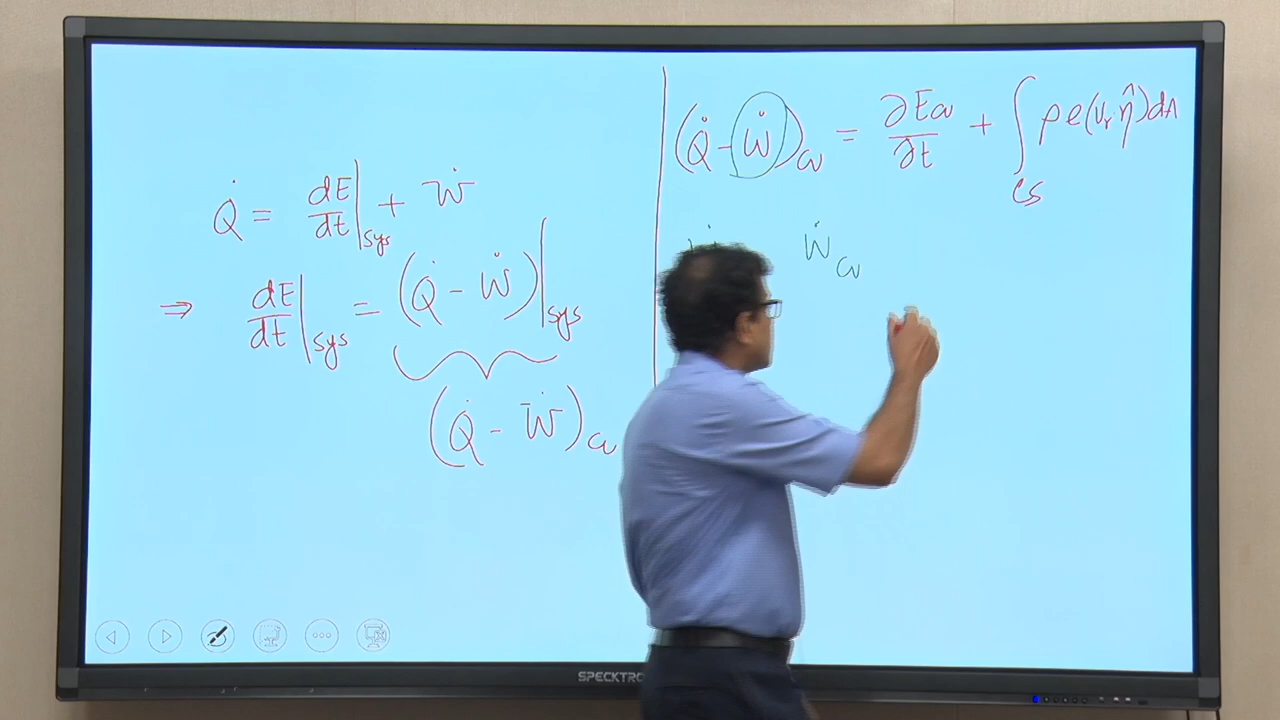 Q̇ = dE/dt|sys + Ẇ
⇒ dE/dt|sys = (Q̇ - Ẇ)|sys
(Q̇ - Ẇ)cv
(Q̇ - Ẇ)cv = ∂Ecv/∂t + ∫cs ρe(Vr η̂)dA
Ẇcv
SPECKTRO